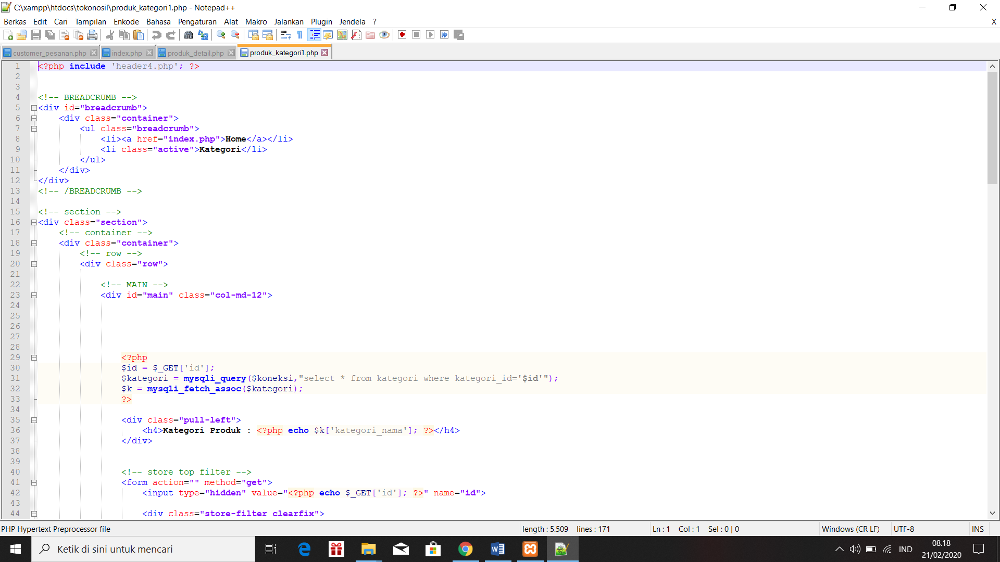 C:\xampp\htdocs\tokonosil\produk_kategori1.php - Notepad++
Berkas Edit Cari Tampilan Enkode Bahasa Pengaturan Alat Makro Jalankan Plugin Jendela ? X
customer_pesanan.php index.php produk_detail.php produk_kategori1.php
1 <?php include 'header4.php'; ?>
2
3
4 <!-- BREADCRUMB -->
5 <div id="breadcrumb">
6 <div class="container">
7 <ul class="breadcrumb">
8 <li><a href="index.php">Home</a></li>
9 <li class="active">Kategori</li>
10 </ul>
11 </div>
12 </div>
13 <!-- /BREADCRUMB -->
14
15 <!-- section -->
16 <div class="section">
17 <!-- container -->
18 <div class="container">
19 <!-- row -->
20 <div class="row">
21
22 <!-- MAIN -->
23 <div id="main" class="col-md-12">
24
25
26
27
28
29 <?php
30 $id = $_GET['id'];
31 $kategori = mysqli_query($koneksi,"select * from kategori where kategori_id='$id'");
32 $k = mysqli_fetch_assoc($kategori);
33 ?>
34
35 <div class="pull-left">
36 <h4>Kategori Produk : <?php echo $k['kategori_nama']; ?></h4>
37 </div>
38
39
40 <!-- store top filter -->
41 <form action="" method="get">
42 <input type="hidden" value="<?php echo $_GET['id']; ?>" name="id">
43
44 <div class="store-filter clearfix">
PHP Hypertext Preprocessor file length : 5.509 lines : 171 Ln : 1 Col : 1 Sel : 0 | 0 Windows (CR LF) UTF-8 INS
Ketik di sini untuk mencari IND 08.18
21/02/2020